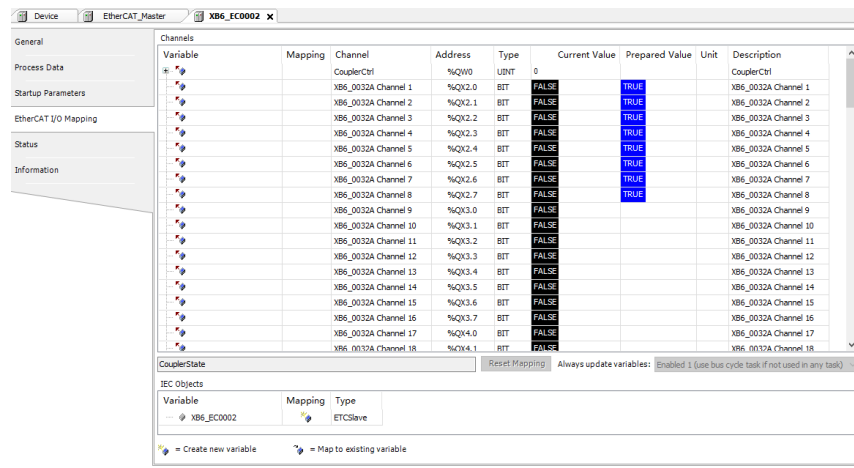 Device EtherCAT_Master XB6_EC0002 x
General
Process Data
Startup Parameters
EtherCAT I/O Mapping
Status
Information
Channels
Variable Mapping Channel Address Type Current Value Prepared Value Unit Description
CouplerCtrl %QW0 UINT 0 CouplerCtrl
XB6_0032A Channel 1 %QX2.0 BIT FALSE TRUE XB6_0032A Channel 1
XB6_0032A Channel 2 %QX2.1 BIT FALSE TRUE XB6_0032A Channel 2
XB6_0032A Channel 3 %QX2.2 BIT FALSE TRUE XB6_0032A Channel 3
XB6_0032A Channel 4 %QX2.3 BIT FALSE TRUE XB6_0032A Channel 4
XB6_0032A Channel 5 %QX2.4 BIT FALSE TRUE XB6_0032A Channel 5
XB6_0032A Channel 6 %QX2.5 BIT FALSE TRUE XB6_0032A Channel 6
XB6_0032A Channel 7 %QX2.6 BIT FALSE TRUE XB6_0032A Channel 7
XB6_0032A Channel 8 %QX2.7 BIT FALSE TRUE XB6_0032A Channel 8
XB6_0032A Channel 9 %QX3.0 BIT FALSE XB6_0032A Channel 9
XB6_0032A Channel 10 %QX3.1 BIT FALSE XB6_0032A Channel 10
XB6_0032A Channel 11 %QX3.2 BIT FALSE XB6_0032A Channel 11
XB6_0032A Channel 12 %QX3.3 BIT FALSE XB6_0032A Channel 12
XB6_0032A Channel 13 %QX3.4 BIT FALSE XB6_0032A Channel 13
XB6_0032A Channel 14 %QX3.5 BIT FALSE XB6_0032A Channel 14
XB6_0032A Channel 15 %QX3.6 BIT FALSE XB6_0032A Channel 15
XB6_0032A Channel 16 %QX3.7 BIT FALSE XB6_0032A Channel 16
XB6_0032A Channel 17 %QX4.0 BIT FALSE XB6_0032A Channel 17
XB6_0032A Channel 18 %QX4.1 BIT FALSE XB6_0032A Channel 18
CouplerState Reset Mapping Always update variables: Enabled 1 (use bus cycle task if not used in any task)
IEC Objects
Variable Mapping Type
XB6_EC0002 ETCSlave
= Create new variable = Map to existing variable